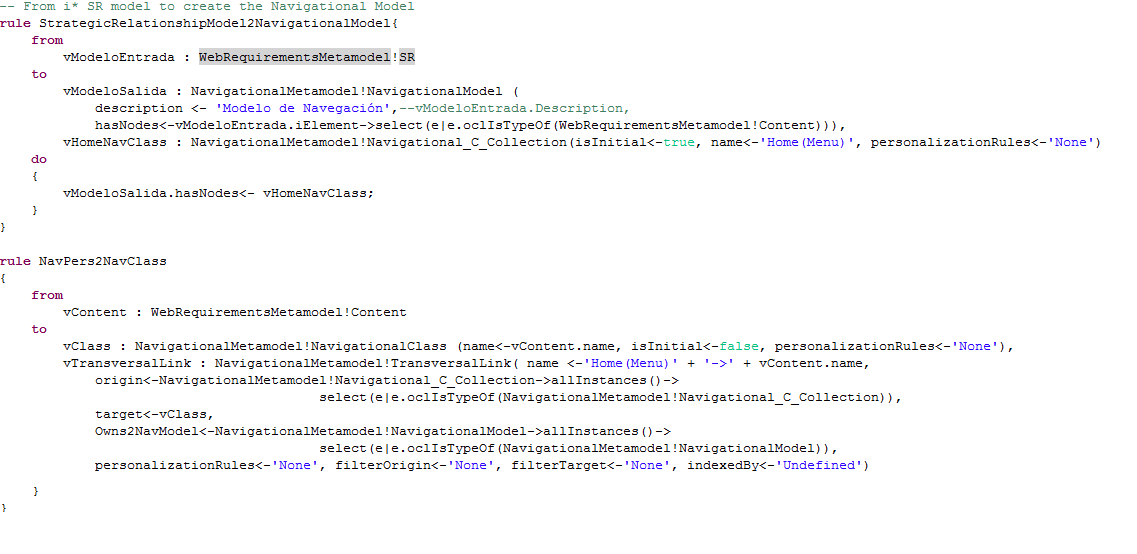 -- From i* SR model to create the Navigational Model
rule StrategicRelationshipModel2NavigationalModel{
from
vModeloEntrada : WebRequirementsMetamodel!SR
to
vModeloSalida : NavigationalMetamodel!NavigationalModel (
description <- 'Modelo de Navegación',--vModeloEntrada.Description,
hasNodes<-vModeloEntrada.iElement->select(e|e.oclIsTypeOf(WebRequirementsMetamodel!Content))),
vHomeNavClass : NavigationalMetamodel!Navigational_C_Collection(isInitial<-true, name<-'Home(Menu)', personalizationRules<-'None')
do
{
vModeloSalida.hasNodes<- vHomeNavClass;
}
}
rule NavPers2NavClass
{
from
vContent : WebRequirementsMetamodel!Content
to
vClass : NavigationalMetamodel!NavigationalClass (name<-vContent.name, isInitial<-false, personalizationRules<-'None'),
vTransversalLink : NavigationalMetamodel!TransversalLink( name <-'Home(Menu)' + '->' + vContent.name,
origin<-NavigationalMetamodel!Navigational_C_Collection->allInstances()->
select(e|e.oclIsTypeOf(NavigationalMetamodel!Navigational_C_Collection)),
target<-vClass,
Owns2NavModel<-NavigationalMetamodel!NavigationalModel->allInstances()->
select(e|e.oclIsTypeOf(NavigationalMetamodel!NavigationalModel)),
personalizationRules<-'None', filterOrigin<-'None', filterTarget<-'None', indexedBy<-'Undefined')
}
}